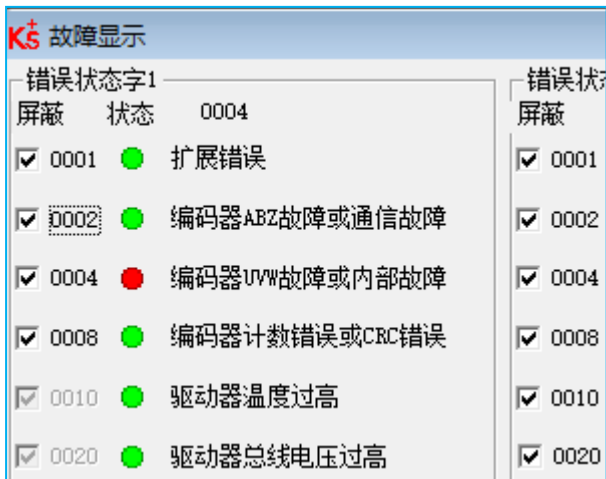 K+S 故障显示
错误状态字1
屏蔽 状态 0004
0001 扩展错误
0002 编码器ABZ故障或通信故障
0004 编码器UVW故障或内部故障
0008 编码器计数错误或CRC错误
0010 驱动器温度过高
0020 驱动器总线电压过高
错误状
屏蔽
0001
0002
0004
0008
0010
0020